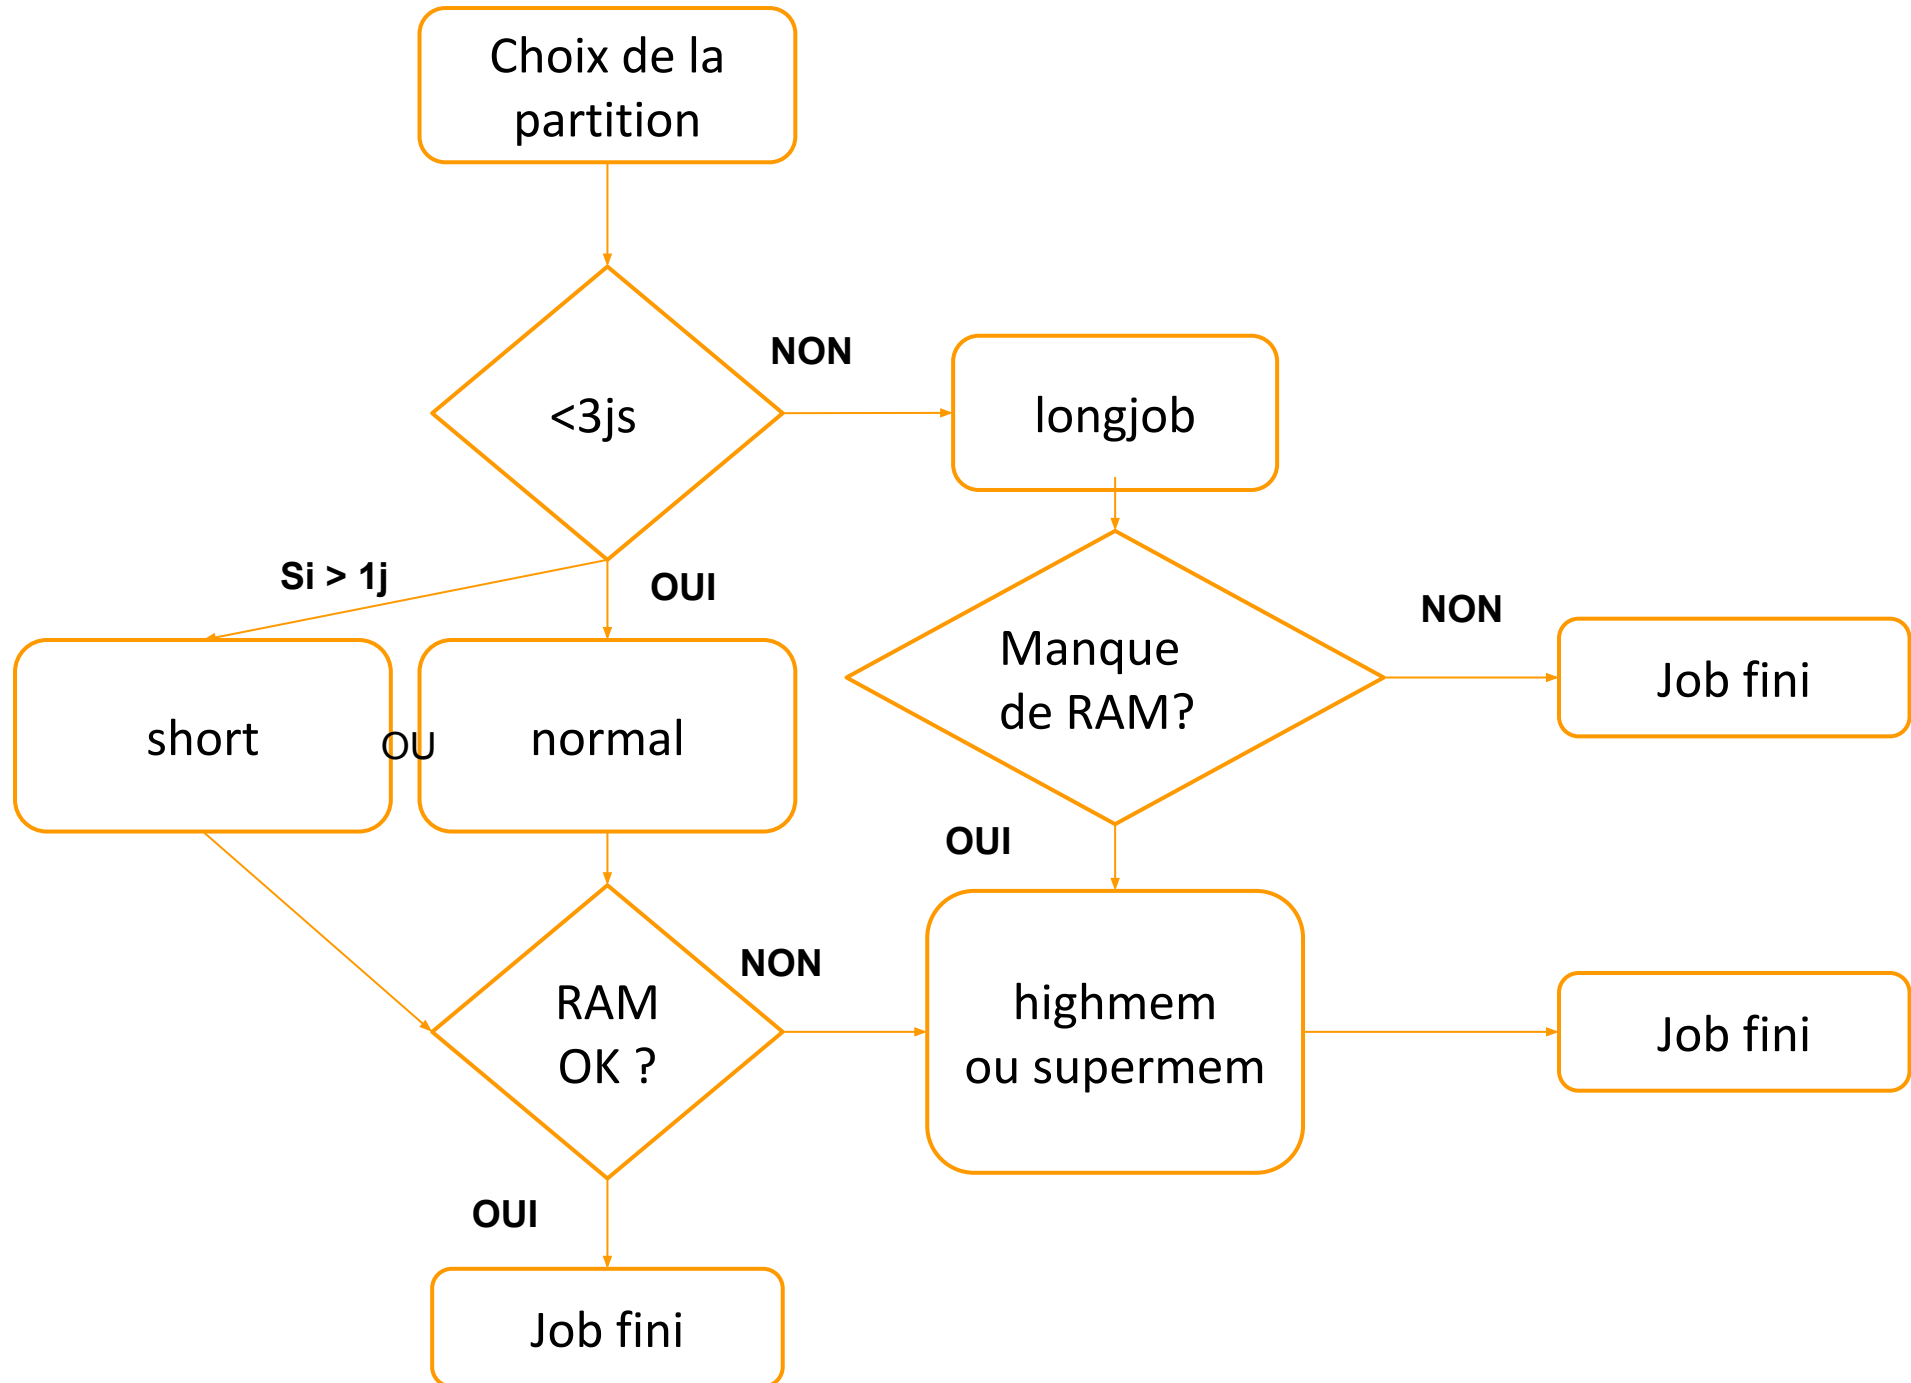 Choix de la
partition
<3js
NON
longjob
Si > 1j
OUI
short
OU
normal
Manque
de RAM?
NON
Job fini
OUI
RAM
OK ?
NON
highmem
ou supermem
Job fini
OUI
Job fini